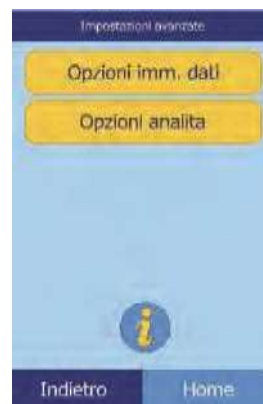 Impostazioni avanzate
Opzioni imm. dati
Opzioni analita
i
Indietro Home